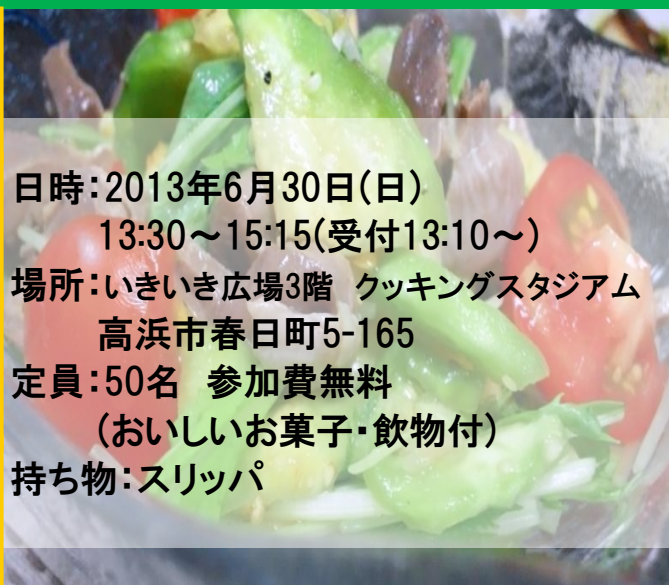 日時：2013年6月30日(日)
13:30～15:15(受付13:10～)
場所：いきいき広場3階　クッキングスタジアム
高浜市春日町5-165
定員：50名　参加費無料
(おいしいお菓子・飲物付)
持ち物：スリッパ